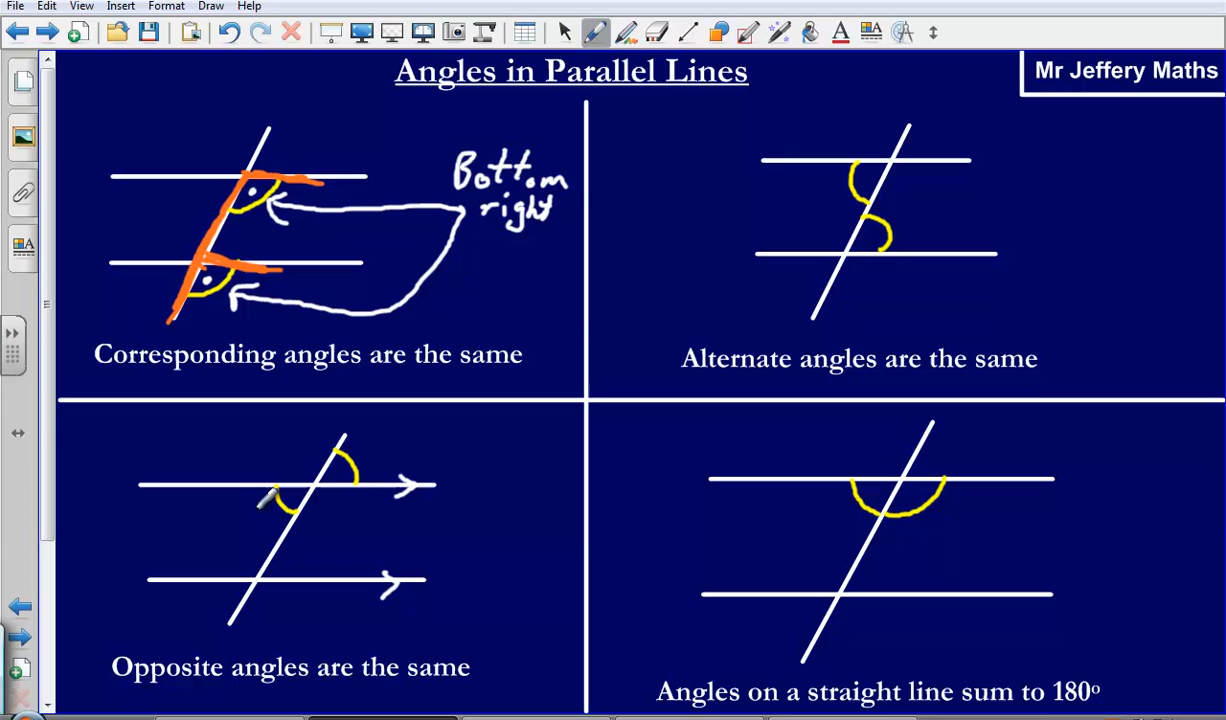 File Edit View Insert Format Draw Help
Angles in Parallel Lines
Mr Jeffery Maths
Bottom
right
Corresponding angles are the same
Alternate angles are the same
Opposite angles are the same
Angles on a straight line sum to 180º